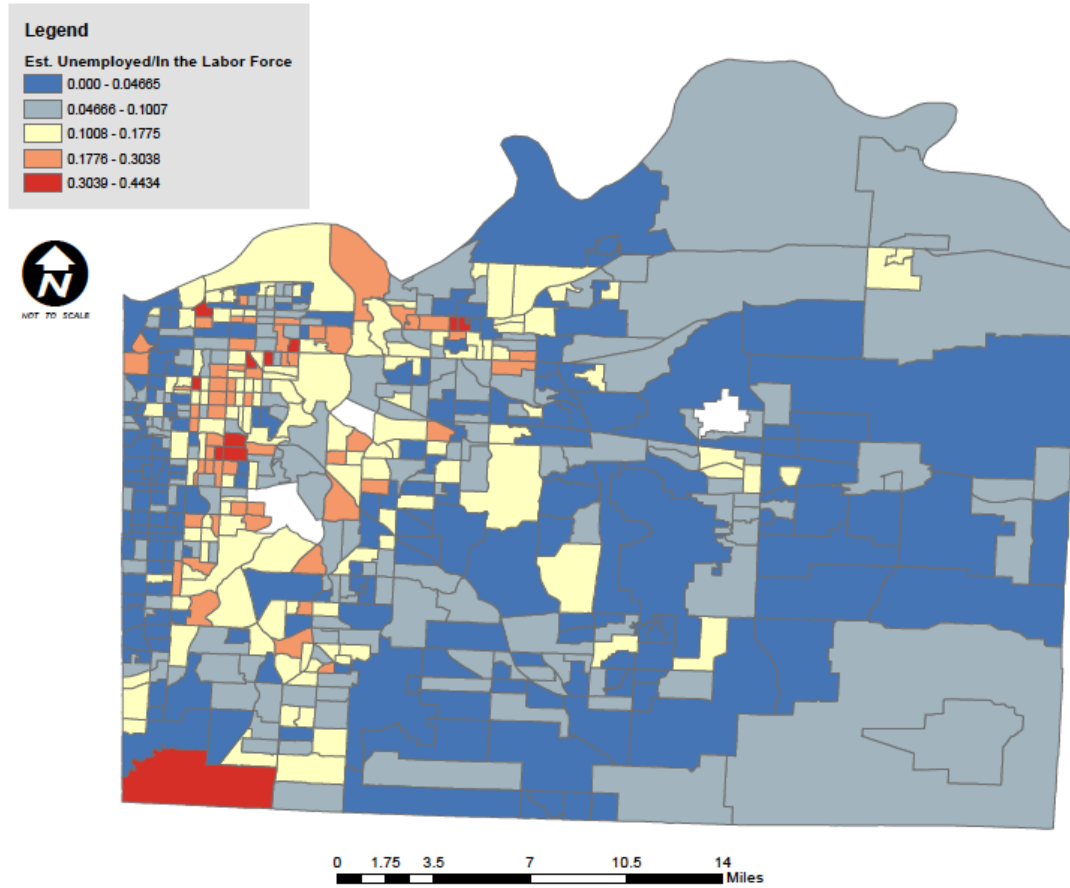 Legend
Est. Unemployed/In the Labor Force
0.000 - 0.04665
0.04666 - 0.1007
0.1008 - 0.1775
0.1776 - 0.3038
0.3039 - 0.4434
N
NOT TO SCALE
0 1.75 3.5 7 10.5 14
Miles